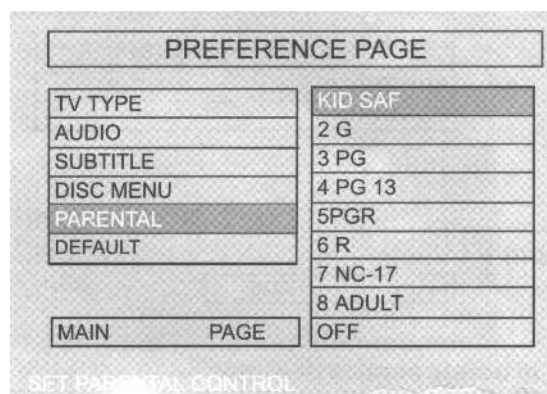 PREFERENCE PAGE
TV TYPE
AUDIO
SUBTITLE
DISC MENU
PARENTAL
DEFAULT
MAIN PAGE
KID SAF
2 G
3 PG
4 PG 13
5PGR
6 R
7 NC-17
8 ADULT
OFF
SET PARENTAL CONTROL